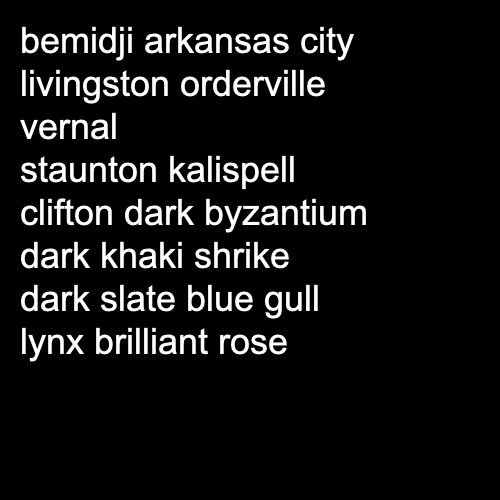 bemidji arkansas city
livingston orderville
vernal
staunton kalispell
clifton dark byzantium
dark khaki shrike
dark slate blue gull
lynx brilliant rose